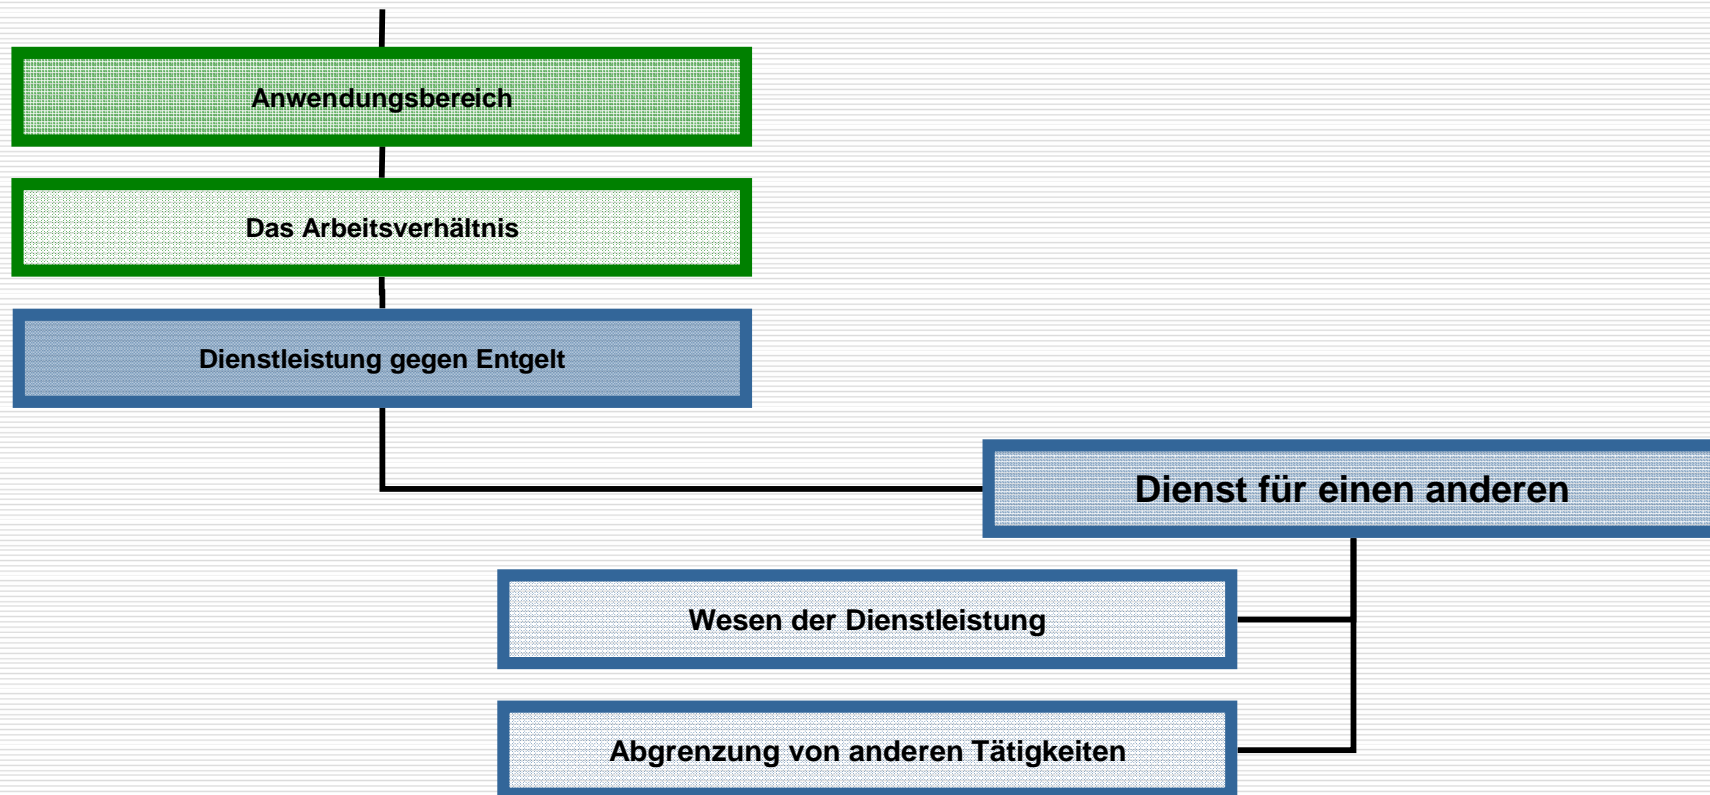 Anwendungsbereich
Das Arbeitsverhältnis
Dienstleistung gegen Entgelt
Dienst für einen anderen
Wesen der Dienstleistung
Abgrenzung von anderen Tätigkeiten